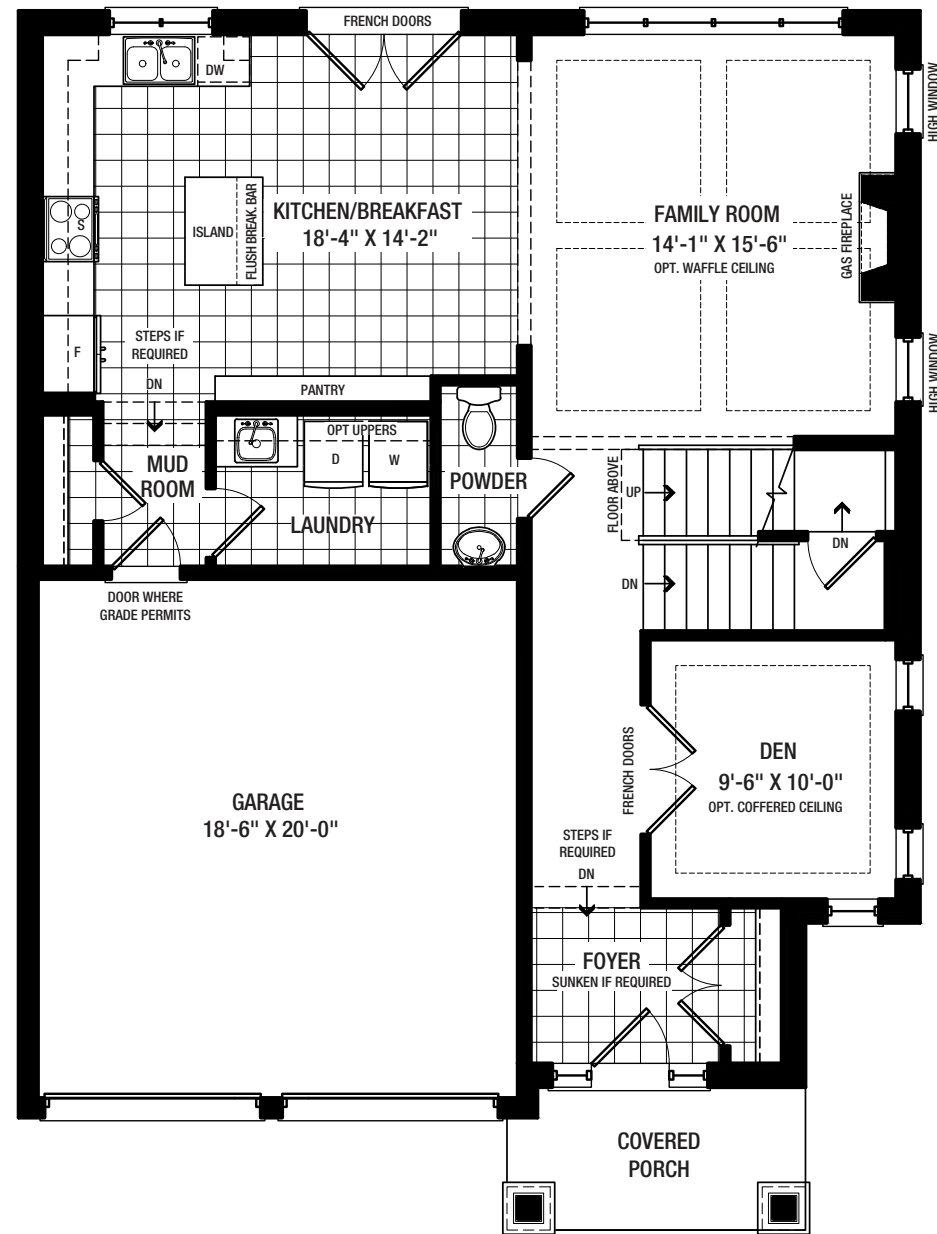 FRENCH DOORS
DW
HIGH WINDOW
KITCHEN/BREAKFAST
18'-4" X 14'-2"
ISLAND
FLUSH BREAK. BAR
S
FAMILY ROOM
14'-1" X 15'-6"
OPT. WAFFLE CEILING
GAS FIREPLACE
HIGH WINDOW
F
STEPS IF
REQUIRED
DN
PANTRY
OPT UPPERS
D
W
MUD
ROOM
LAUNDRY
POWDER
FLOOR ABOVE
UP
DN
DN
DOOR WHERE
GRADE PERMITS
GARAGE
18'-6" X 20'-0"
FRENCH DOORS
DEN
9'-6" X 10'-0"
OPT. COFFERED CEILING
STEPS IF
REQUIRED
DN
FOYER
SUNKEN IF REQUIRED
COVERED
PORCH